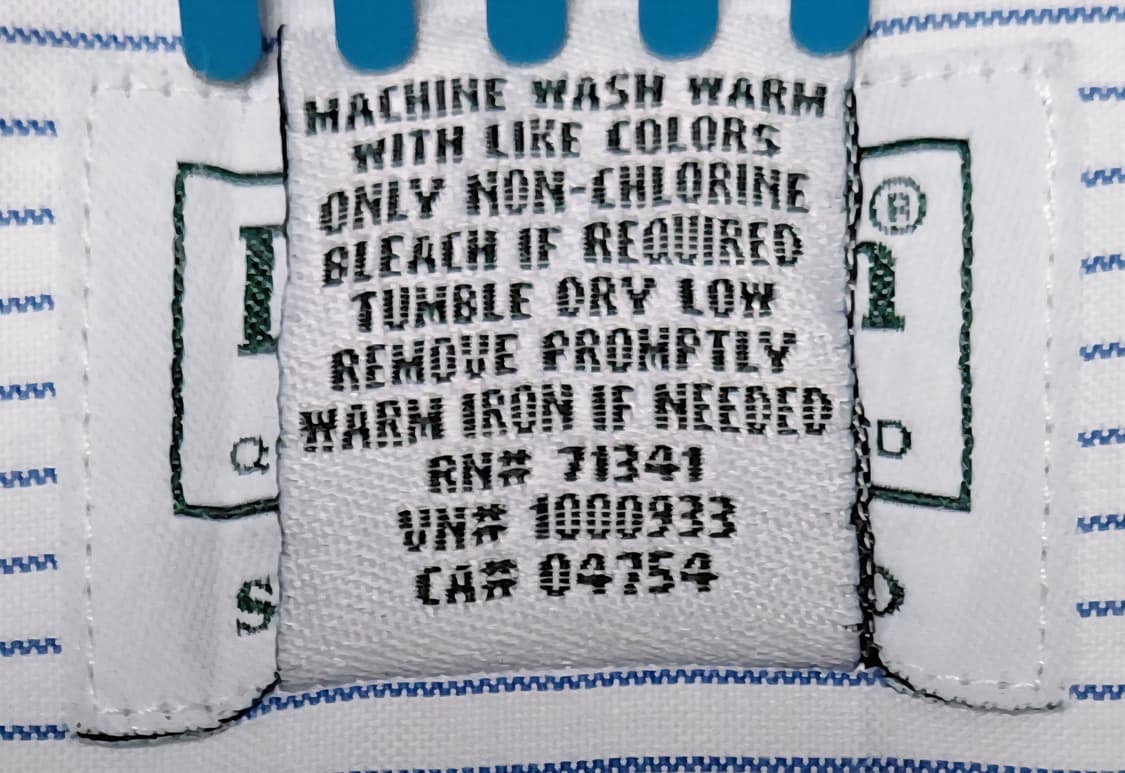 MACHINE WASH WARM
WITH LIKE COLORS
ONLY NON-CHLORINE
BLEACH IF REQUIRED
TUMBLE DRY LOW
REMOVE PROMPTLY
WARM IRON IF NEEDED
RN# 71341
VN# 1000933
CA# 04754